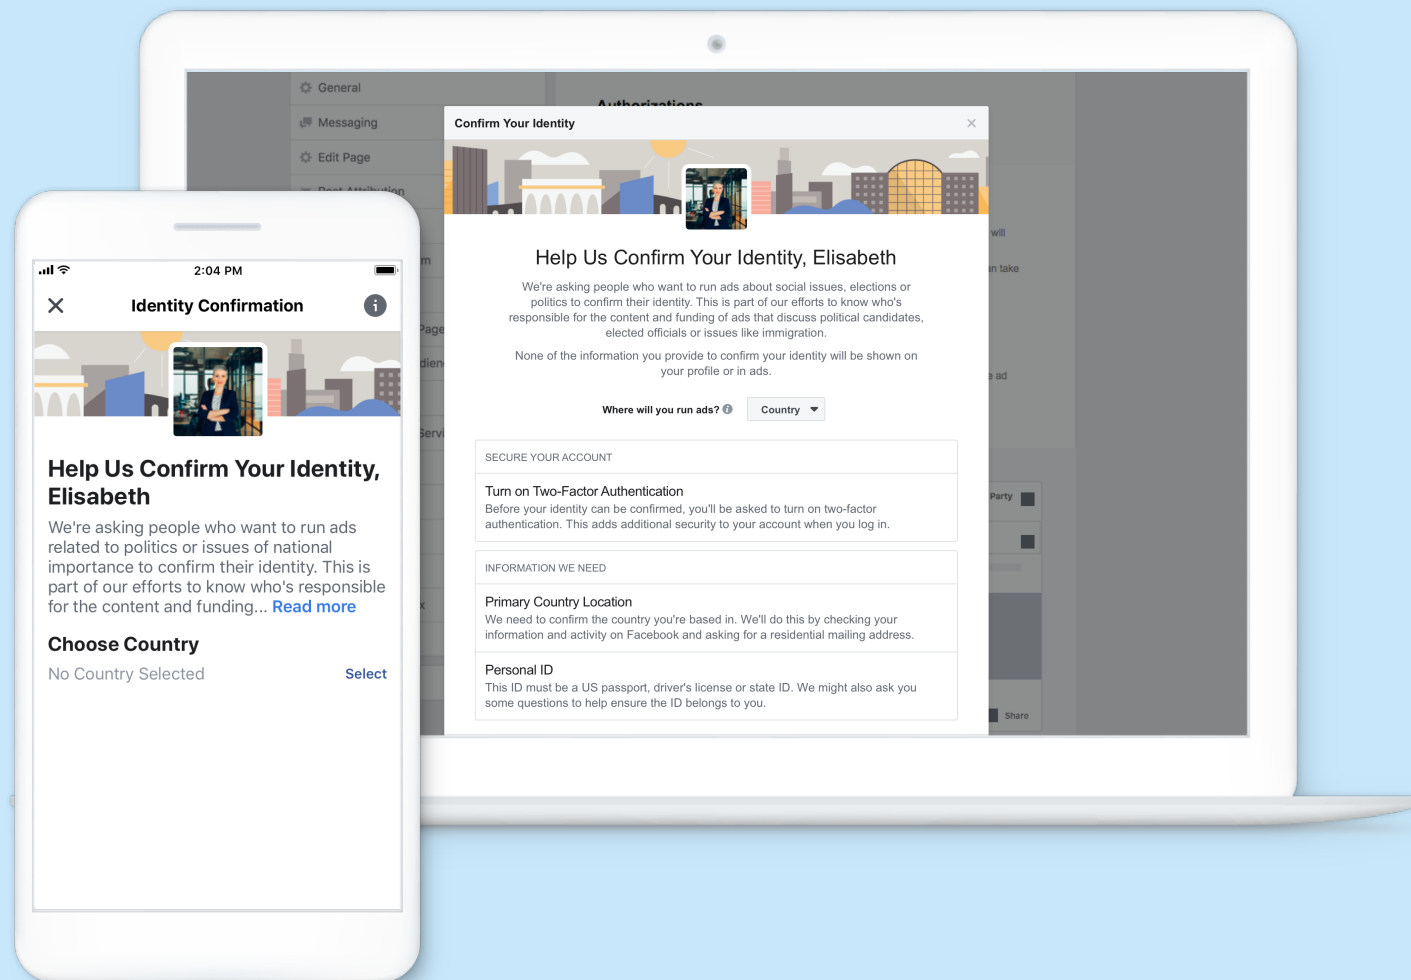 General
Messaging
Edit Page
Post Attribution
Authorizations
Confirm Your Identity
Help Us Confirm Your Identity, Elisabeth
We're asking people who want to run ads about social issues, elections or
politics to confirm their identity. This is part of our efforts to know who's
responsible for the content and funding of ads that discuss political candidates,
elected officials or issues like immigration.
None of the information you provide to confirm your identity will be shown on
your profile or in ads.
Where will you run ads? Country
SECURE YOUR ACCOUNT
Turn on Two-Factor Authentication
Before your identity can be confirmed, you'll be asked to turn on two-factor
authentication. This adds additional security to your account when you log in.
INFORMATION WE NEED
Primary Country Location
We need to confirm the country you're based in. We'll do this by checking your
information and activity on Facebook and asking for a residential mailing address.
Personal ID
This ID must be a US passport, driver's license or state ID. We might also ask you
some questions to help ensure the ID belongs to you.
will
n take
e ad
Party
Share
m
Page
dien
Servi
x
2:04 PM
Identity Confirmation
Help Us Confirm Your Identity,
Elisabeth
We're asking people who want to run ads
related to politics or issues of national
importance to confirm their identity. This is
part of our efforts to know who's responsible
for the content and funding... Read more
Choose Country
No Country Selected Select